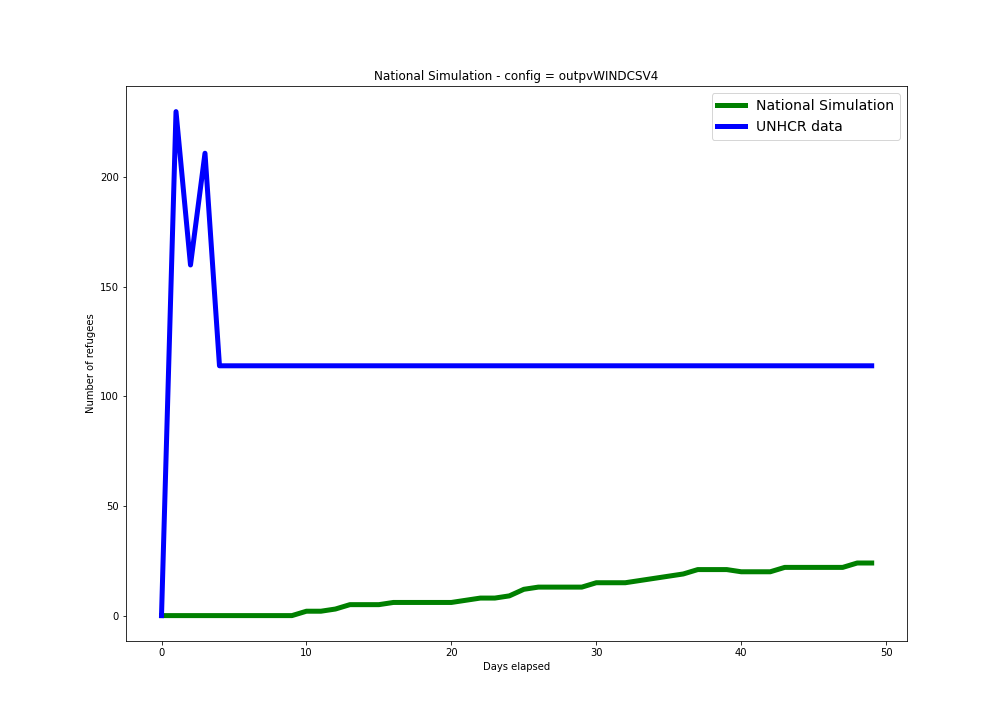 National Simulation - config = outpvWINDCSV4
National Simulation
UNHCR data
200
150
100
50
0
Number of refugees
0 10 20 30 40 50
Days elapsed